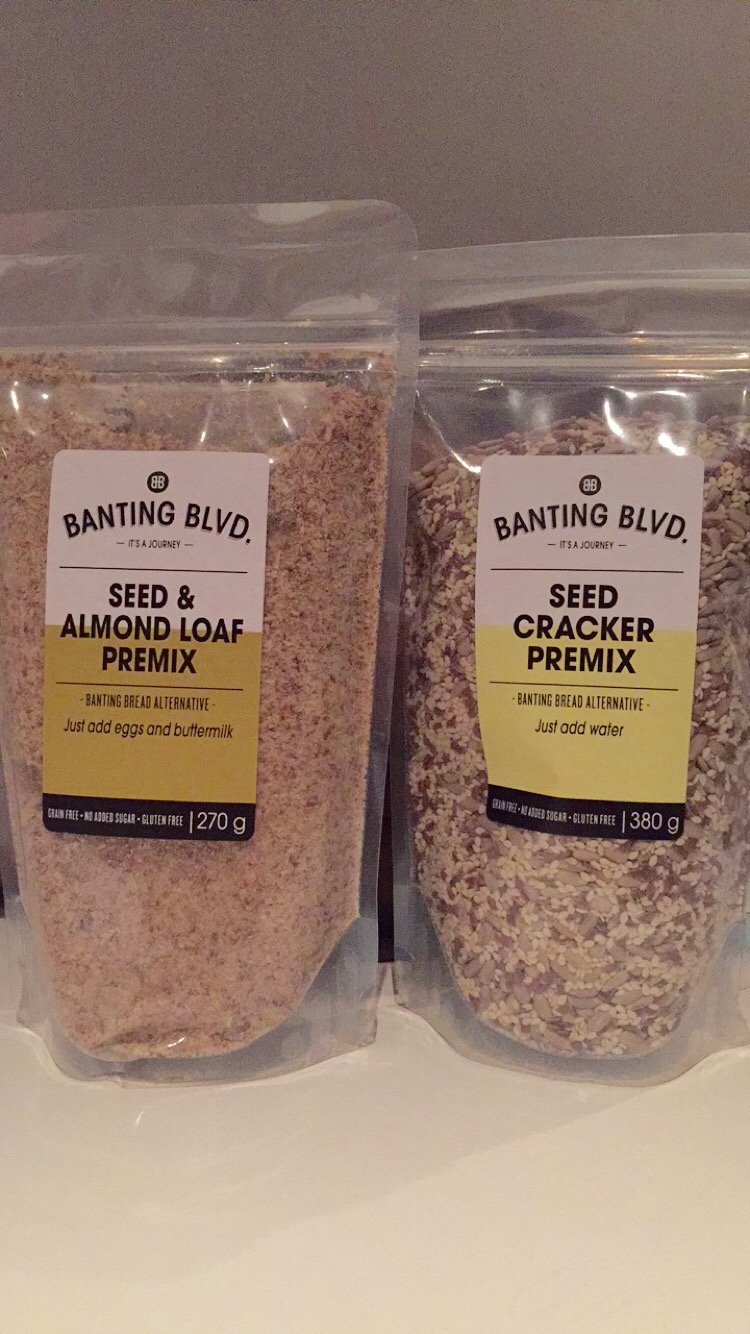 BB
BANTING BLVD.
— IT'S A JOURNEY —
SEED &
ALMOND LOAF
PREMIX
- BANTING BREAD ALTERNATIVE -
Just add eggs and buttermilk
GRAIN FREE • NO ADDED SUGAR • GLUTEN FREE | 270 g
BB
BANTING BLVD.
— IT'S A JOURNEY —
SEED
CRACKER
PREMIX
- BANTING BREAD ALTERNATIVE -
Just add water
GRAIN FREE • NO ADDED SUGAR • GLUTEN FREE | 380 g